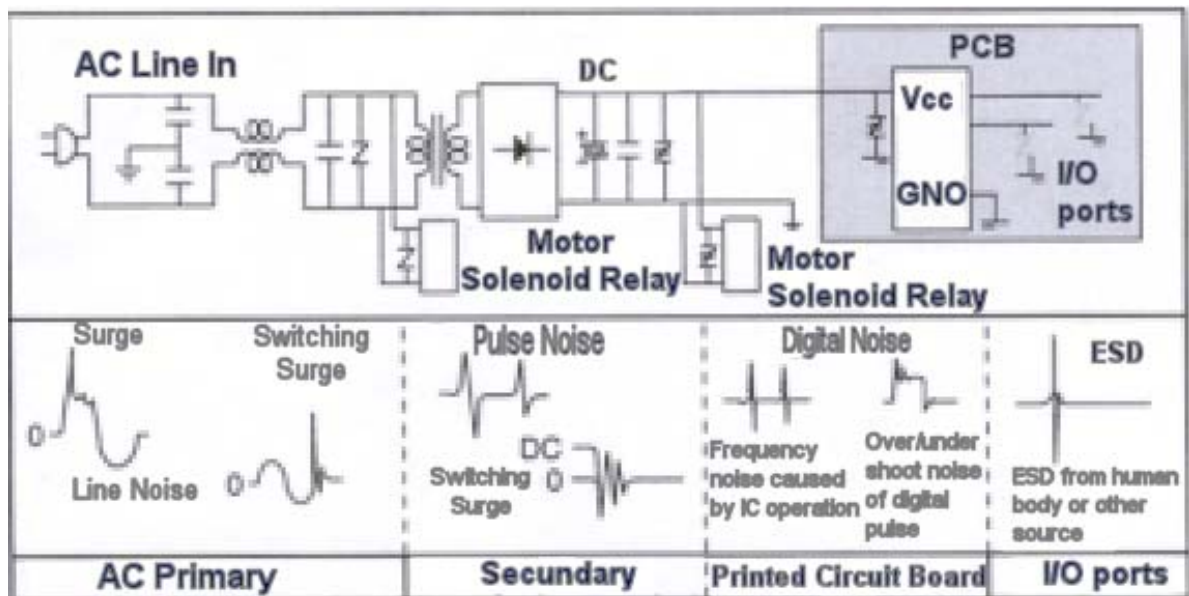 AC Line In
DC
PCB
Vcc
GNO
I/O
ports
Motor
Solenoid Relay
Motor
Solenoid Relay
Surge
0
Line Noise
Switching
Surge
0
Pulse Noise
Switching
Surge
DC
0
Digital Noise
Frequency
noise caused
by IC operation
Over/under
shoot noise
of digital
pulse
ESD
ESD from human
body or other
source
AC Primary
Secundary
Printed Circuit Board
I/O ports